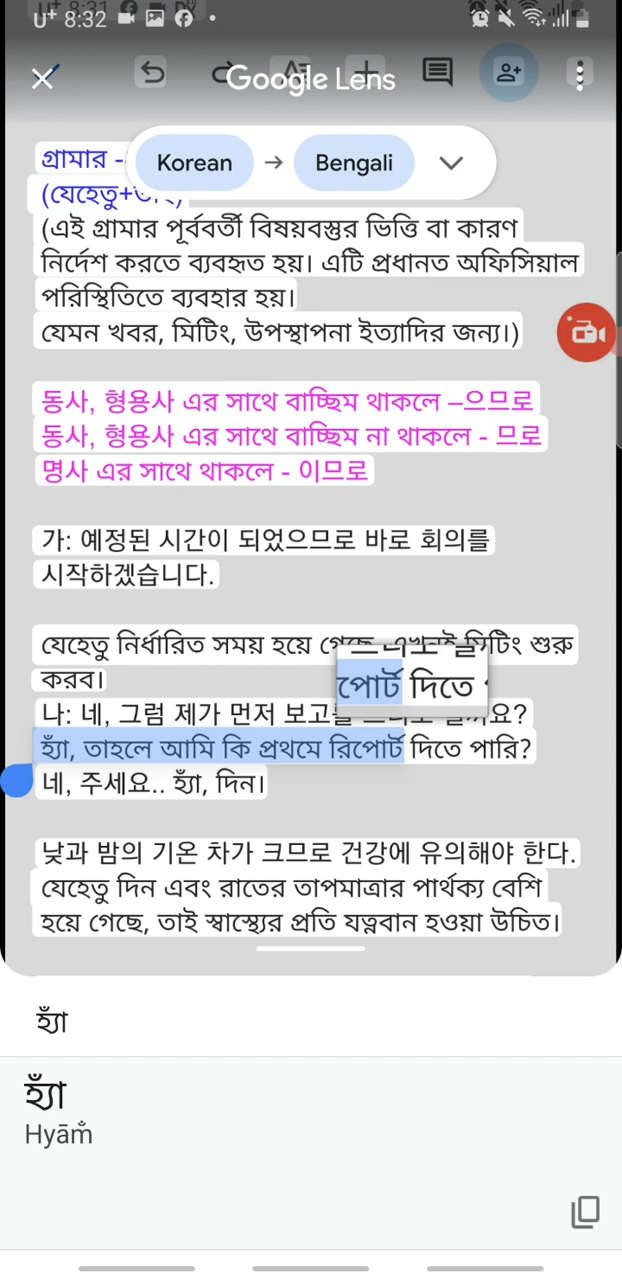 U+ 8:32
Google Lens
Korean → Bengali
গ্রামার -
(যেহেতু+
(এই গ্রামার পূর্ববর্তী বিষয়বস্তুর ভিত্তি বা কারণ
নির্দেশ করতে ব্যবহৃত হয়। এটি প্রধানত অফিসিয়াল
পরিস্থিতিতে ব্যবহার হয়।
যেমন খবর, মিটিং, উপস্থাপনা ইত্যাদির জন্য।)
동사, 형용사 এর সাথে বাচ্ছিম থাকলে –으므로
동사, 형용사 এর সাথে বাচ্ছিম না থাকলে -므로
명사 এর সাথে থাকলে - 이므로
가: 예정된 시간이 되었으므로 바로 회의를
시작하겠습니다.
যেহেতু নির্ধারিত সময় হয়ে গেছে, এখনই মিটিং শুরু
করব।
পোর্ট দিতে
나: 네, 그럼 제가 먼저 보고를
হ্যাঁ, তাহলে আমি কি প্রথমে রিপোর্ট দিতে পারি?
네, 주세요.. হ্যাঁ, দিন।
낮과 밤의 기온 차가 크므로 건강에 유의해야 한다.
যেহেতু দিন এবং রাতের তাপমাত্রার পার্থক্য বেশি
হয়ে গেছে, তাই স্বাস্থ্যের প্রতি যত্নবান হওয়া উচিত।
হ্যাঁ
হ্যাঁ
Hyām̐